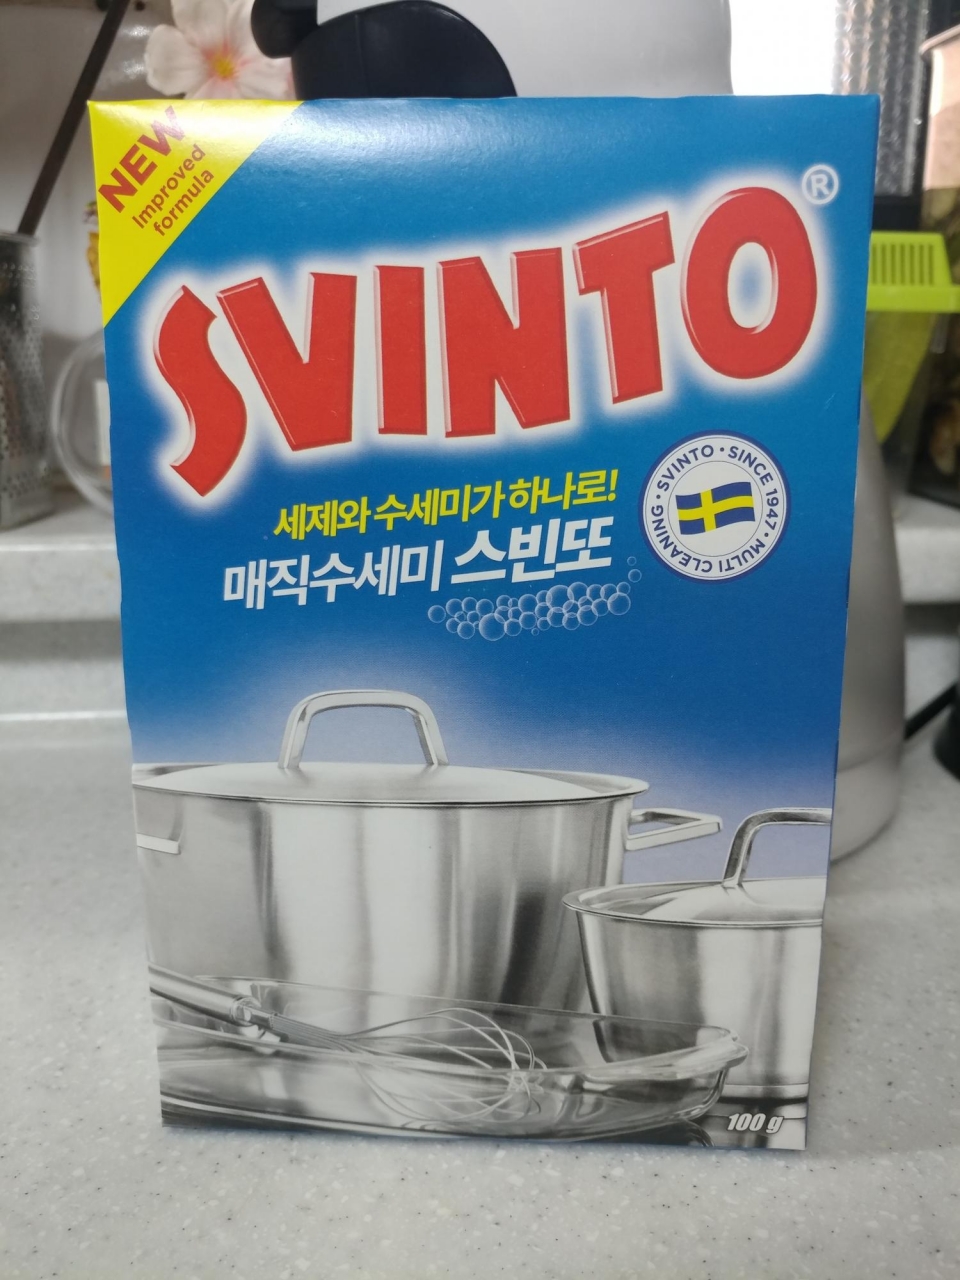 NEW
Improved
formula
SVINTO®
세제와 수세미가 하나로!
매직수세미 스빈또
SVINTO • SINCE 1947 • MULTI CLEANING •
100 g